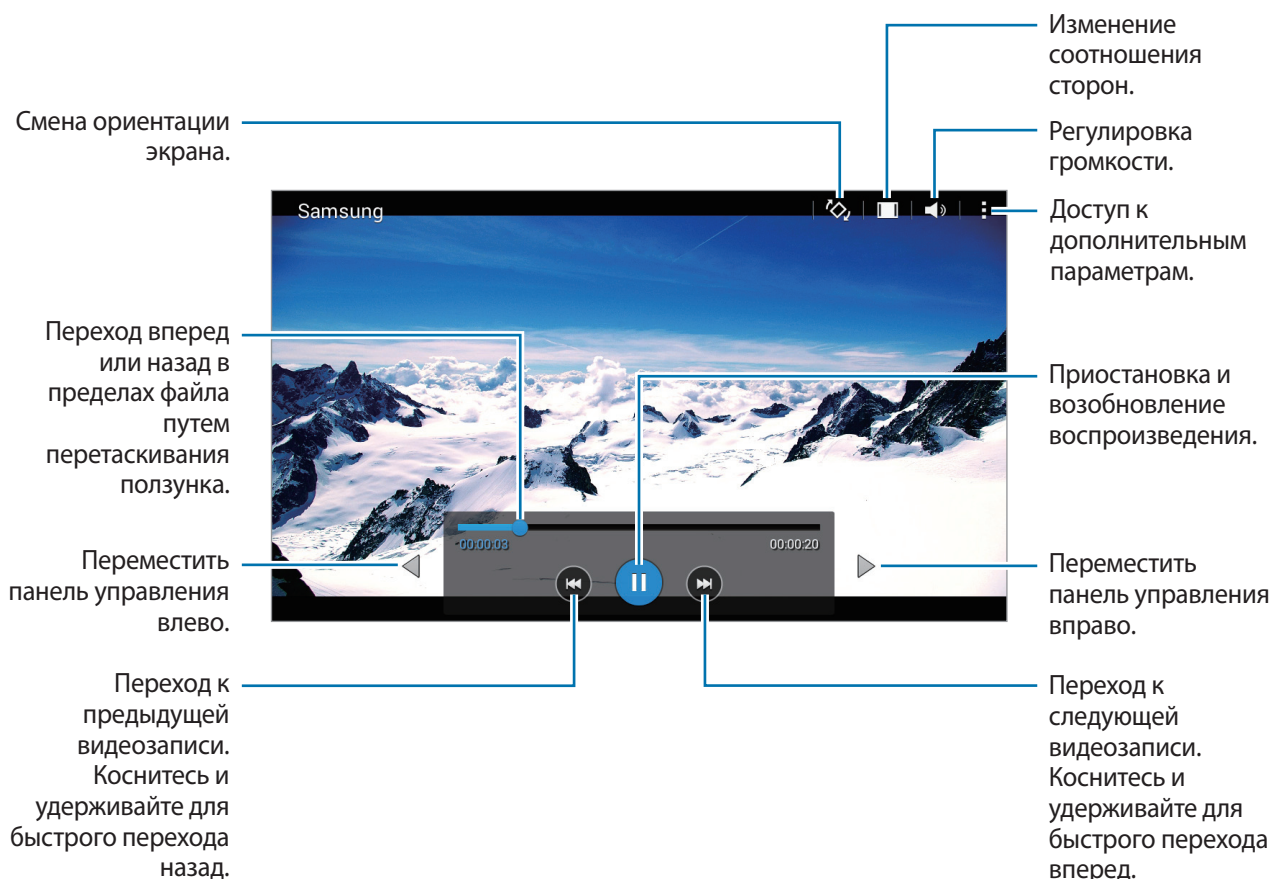 Изменение
соотношения
сторон.
Смена ориентации
экрана.
Регулировка
громкости.
Samsung
Доступ к
дополнительным
параметрам.
Переход вперед
или назад в
пределах файла
путем
перетаскивания
ползунка.
Приостановка и
возобновление
воспроизведения.
00:00:03
00:00:20
Переместить
панель управления
влево.
Переместить
панель управления
вправо.
Переход к
предыдущей
видеозаписи.
Коснитесь и
удерживайте для
быстрого перехода
назад.
Переход к
следующей
видеозаписи.
Коснитесь и
удерживайте для
быстрого перехода
вперед.